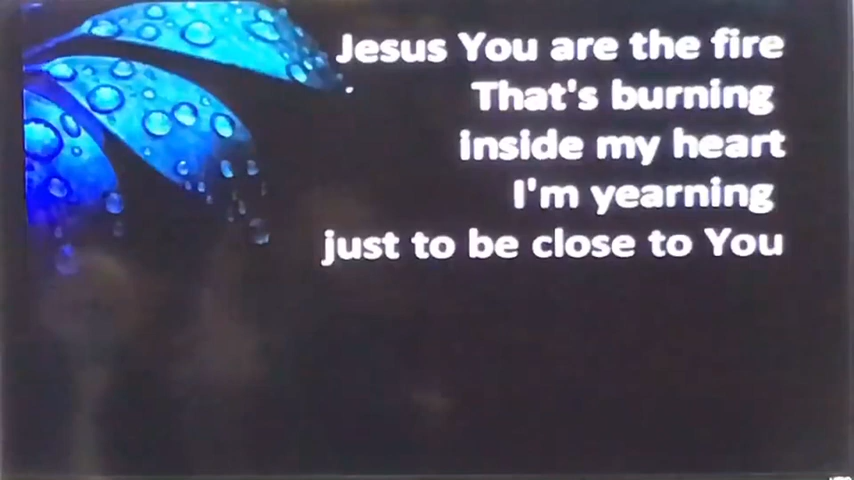 Jesus You are the fire
That's burning
inside my heart
I'm yearning
just to be close to You